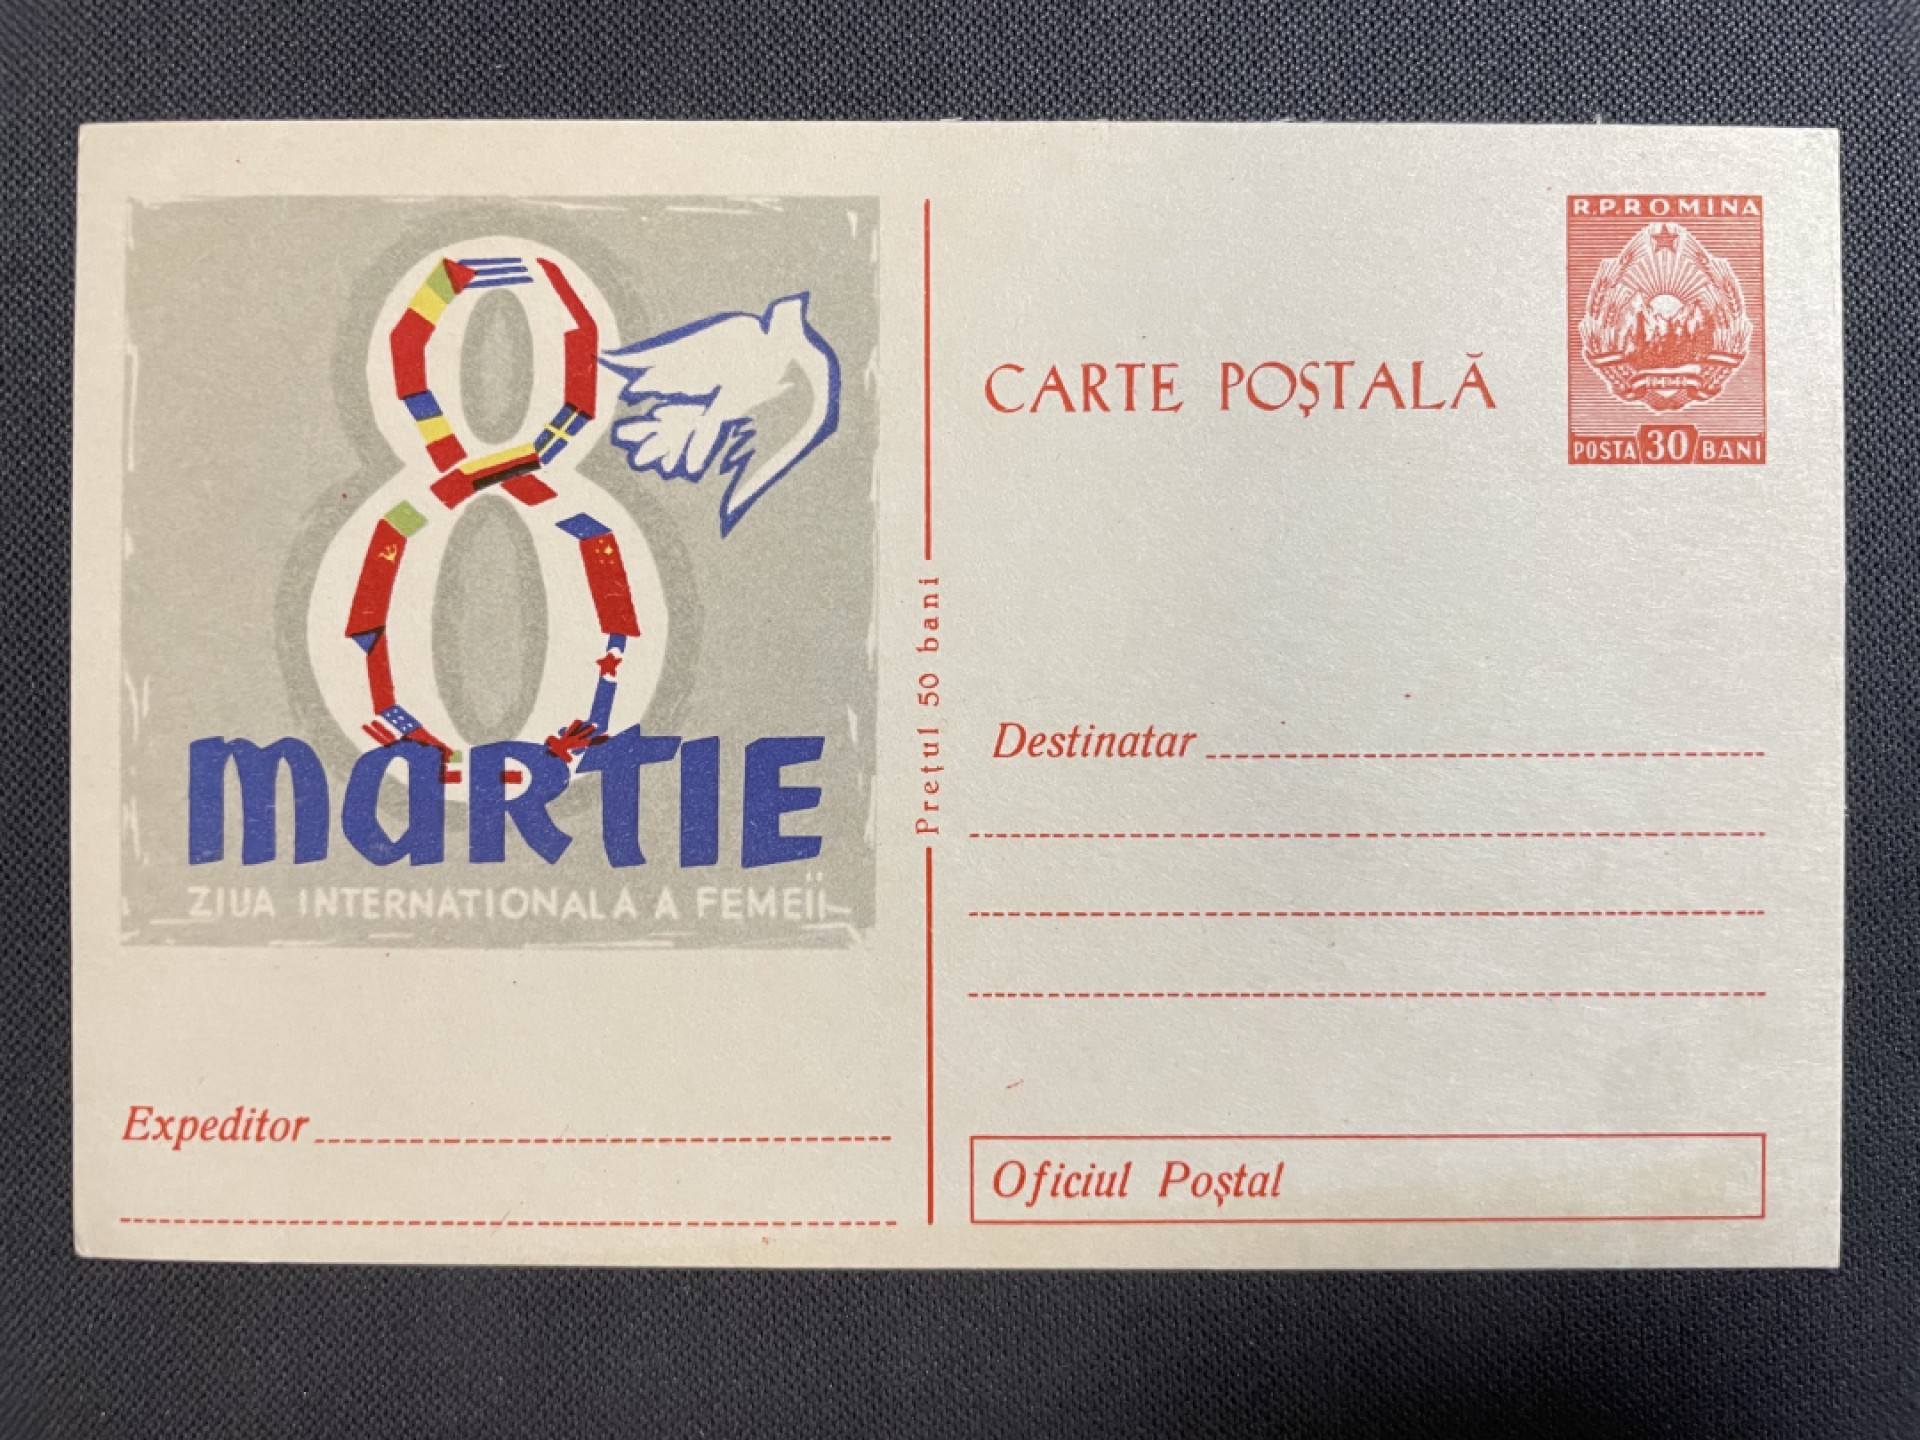 8
MARTIE
ZIUA INTERNATIONALA A FEMEII
Expeditor
Prețul 50 bani
R.P.ROMINA
POSTA 30 BANI
CARTE POȘTALĂ
Destinatar
Oficiul Poștal